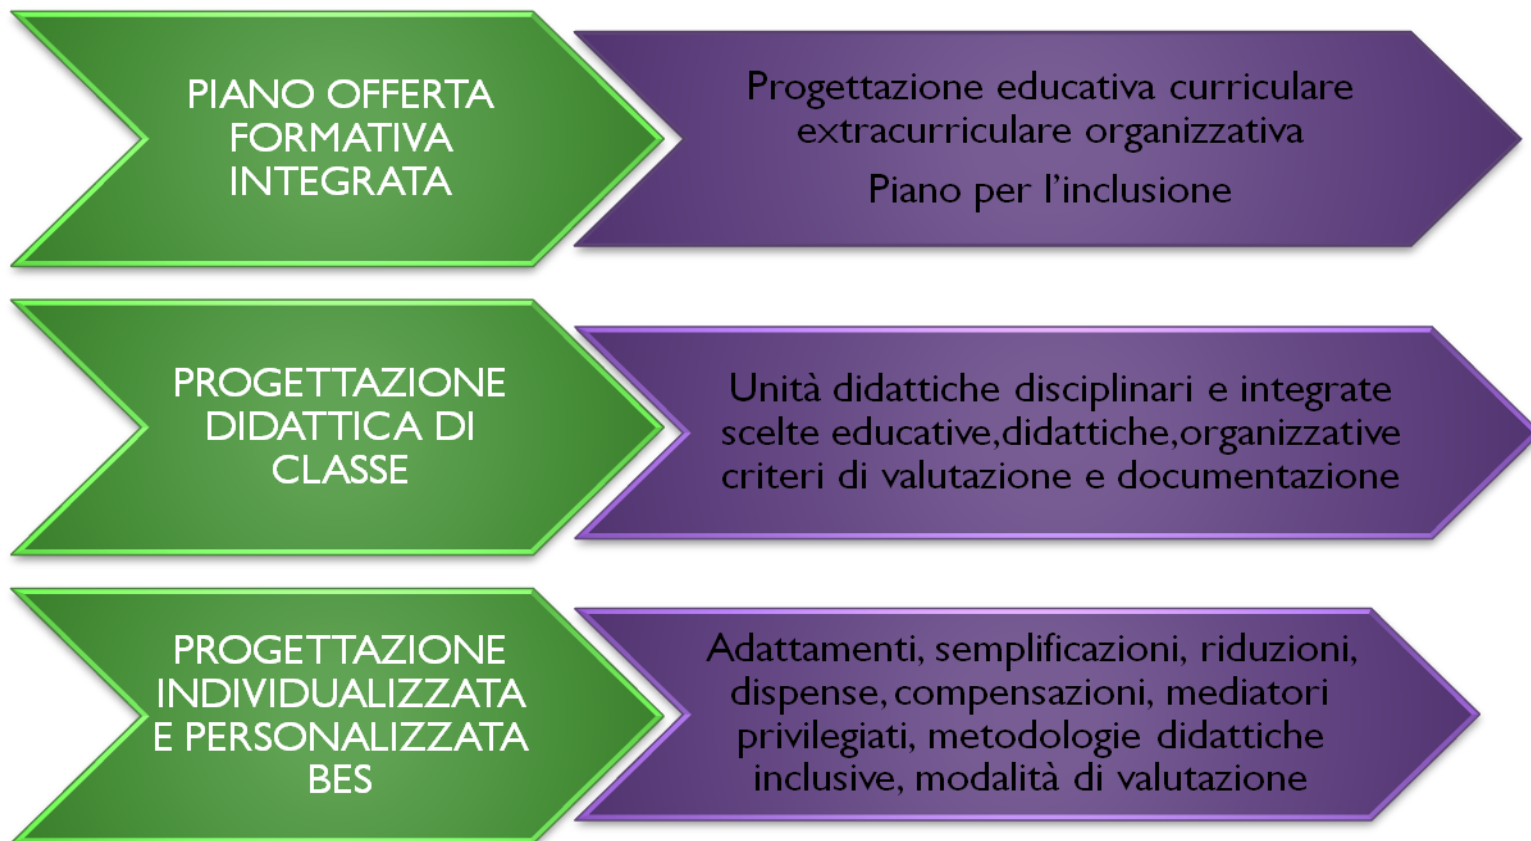 PIANO OFFERTA
FORMATIVA
INTEGRATA
Progettazione educativa curriculare
extracurriculare organizzativa
Piano per l'inclusione
PROGETTAZIONE
DIDATTICA DI
CLASSE
Unità didattiche disciplinari e integrate
scelte educative,didattiche,organizzative
criteri di valutazione e documentazione
PROGETTAZIONE
INDIVIDUALIZZATA
E PERSONALIZZATA
BES
Adattamenti, semplificazioni, riduzioni,
dispense, compensazioni, mediatori
privilegiati, metodologie didattiche
inclusive, modalità di valutazione